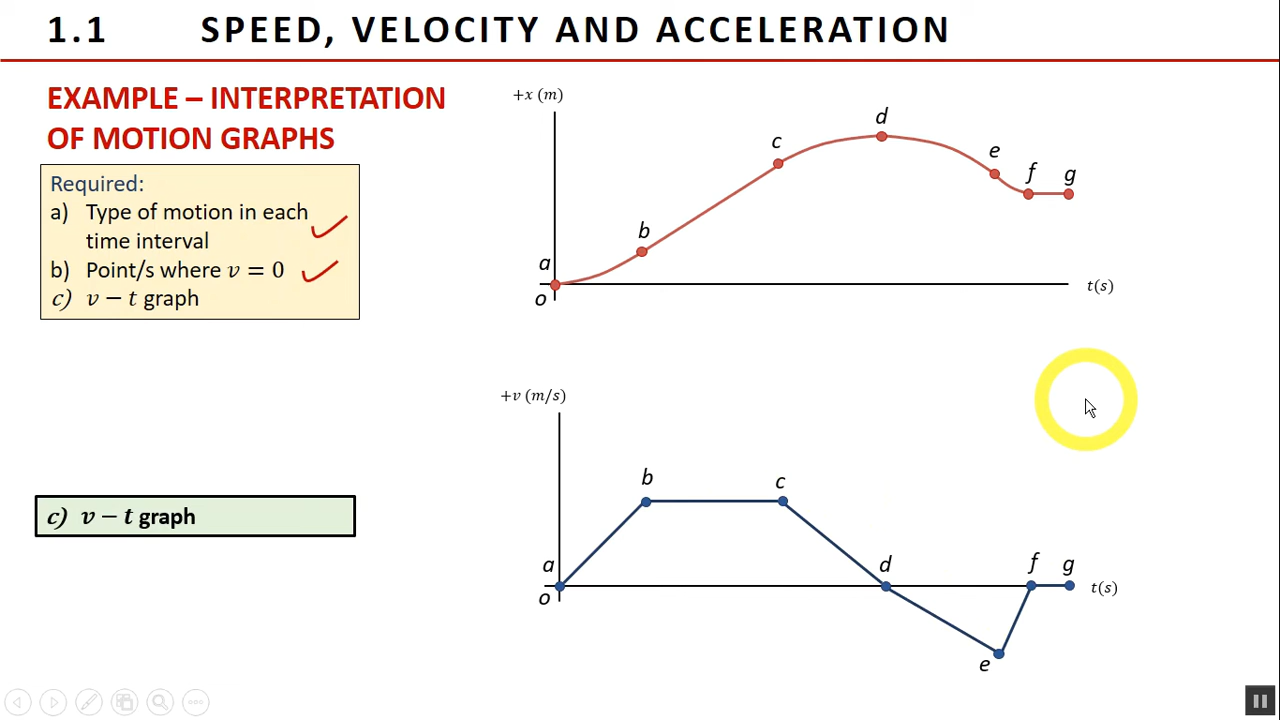 1.1 SPEED, VELOCITY AND ACCELERATION
EXAMPLE – INTERPRETATION
OF MOTION GRAPHS
Required:
a) Type of motion in each
time interval
b) Point/s where v = 0
c) v − t graph
+x (m)
a
b
c
d
e
f
g
o
t(s)
c) v − t graph
+v (m/s)
a
b
c
d
e
f
g
o
t(s)